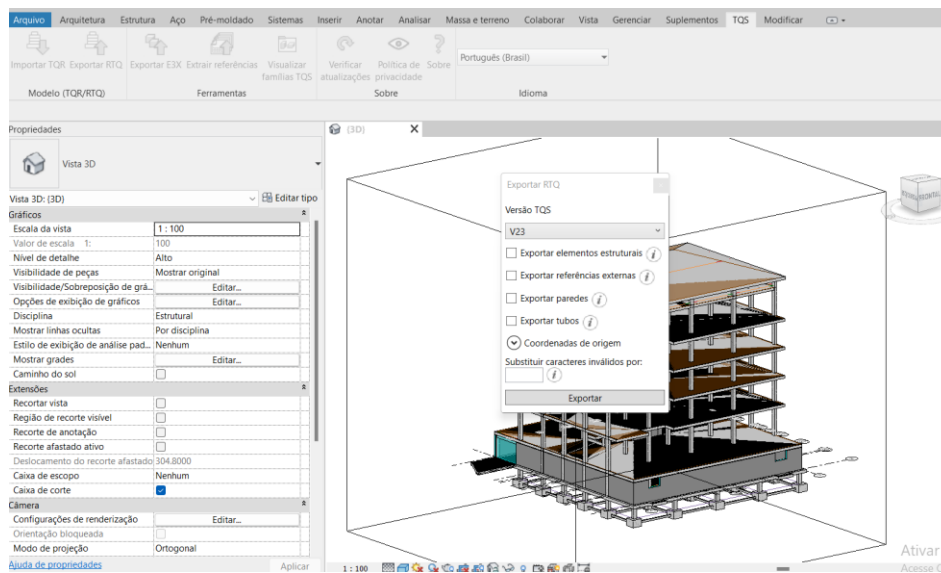 Arquivo Arquitetura Estrutura Aço Pré-moldado Sistemas Inserir Anotar Analisar Massa e terreno Colaborar Vista Gerenciar Suplementos TQS Modificar
Importar TQR Exportar RTQ Exportar E3X Extrair referências Visualizar famílias TQS Verificar atualizações Política de privacidade Sobre Português (Brasil)
Modelo (TQR/RTQ) Ferramentas Sobre Idioma
Propriedades
(3D)
Vista 3D
Vista 3D: (3D) Editar tipo
Gráficos
Escala da vista 1 : 100
Valor de escala 1: 100
Nível de detalhe Alto
Visibilidade de peças Mostrar original
Visibilidade/Sobreposição de grá... Editar...
Opções de exibição de gráficos Editar...
Disciplina Estrutural
Mostrar linhas ocultas Por disciplina
Estilo de exibição de análise pad... Nenhum
Mostrar grades Editar...
Caminho do sol
Extensões
Recortar vista
Região de recorte visível
Recorte de anotação
Recorte afastado ativo
Deslocamento do recorte afastado 304.8000
Caixa de escopo Nenhum
Caixa de corte
Câmera
Configurações de renderização Editar...
Orientação bloqueada
Modo de projeção Ortogonal
Ajuda de propriedades Aplicar
Exportar RTQ
Versão TQS
V23
Exportar elementos estruturais i
Exportar referências externas i
Exportar paredes i
Exportar tubos i
Coordenadas de origem
Substituir caracteres inválidos por:
i
Exportar
1 : 100
Ativar
Acesse